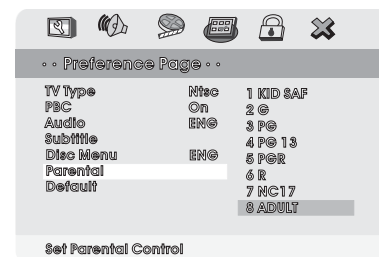 ·· Preference Page ··
TV Type Ntsc
PBC On
Audio ENG
Subtitle
Disc Menu ENG
Parental
Default
1 KID SAF
2 G
3 PG
4 PG 13
5 PGR
6 R
7 NC17
8 ADULT
Set Parental Control